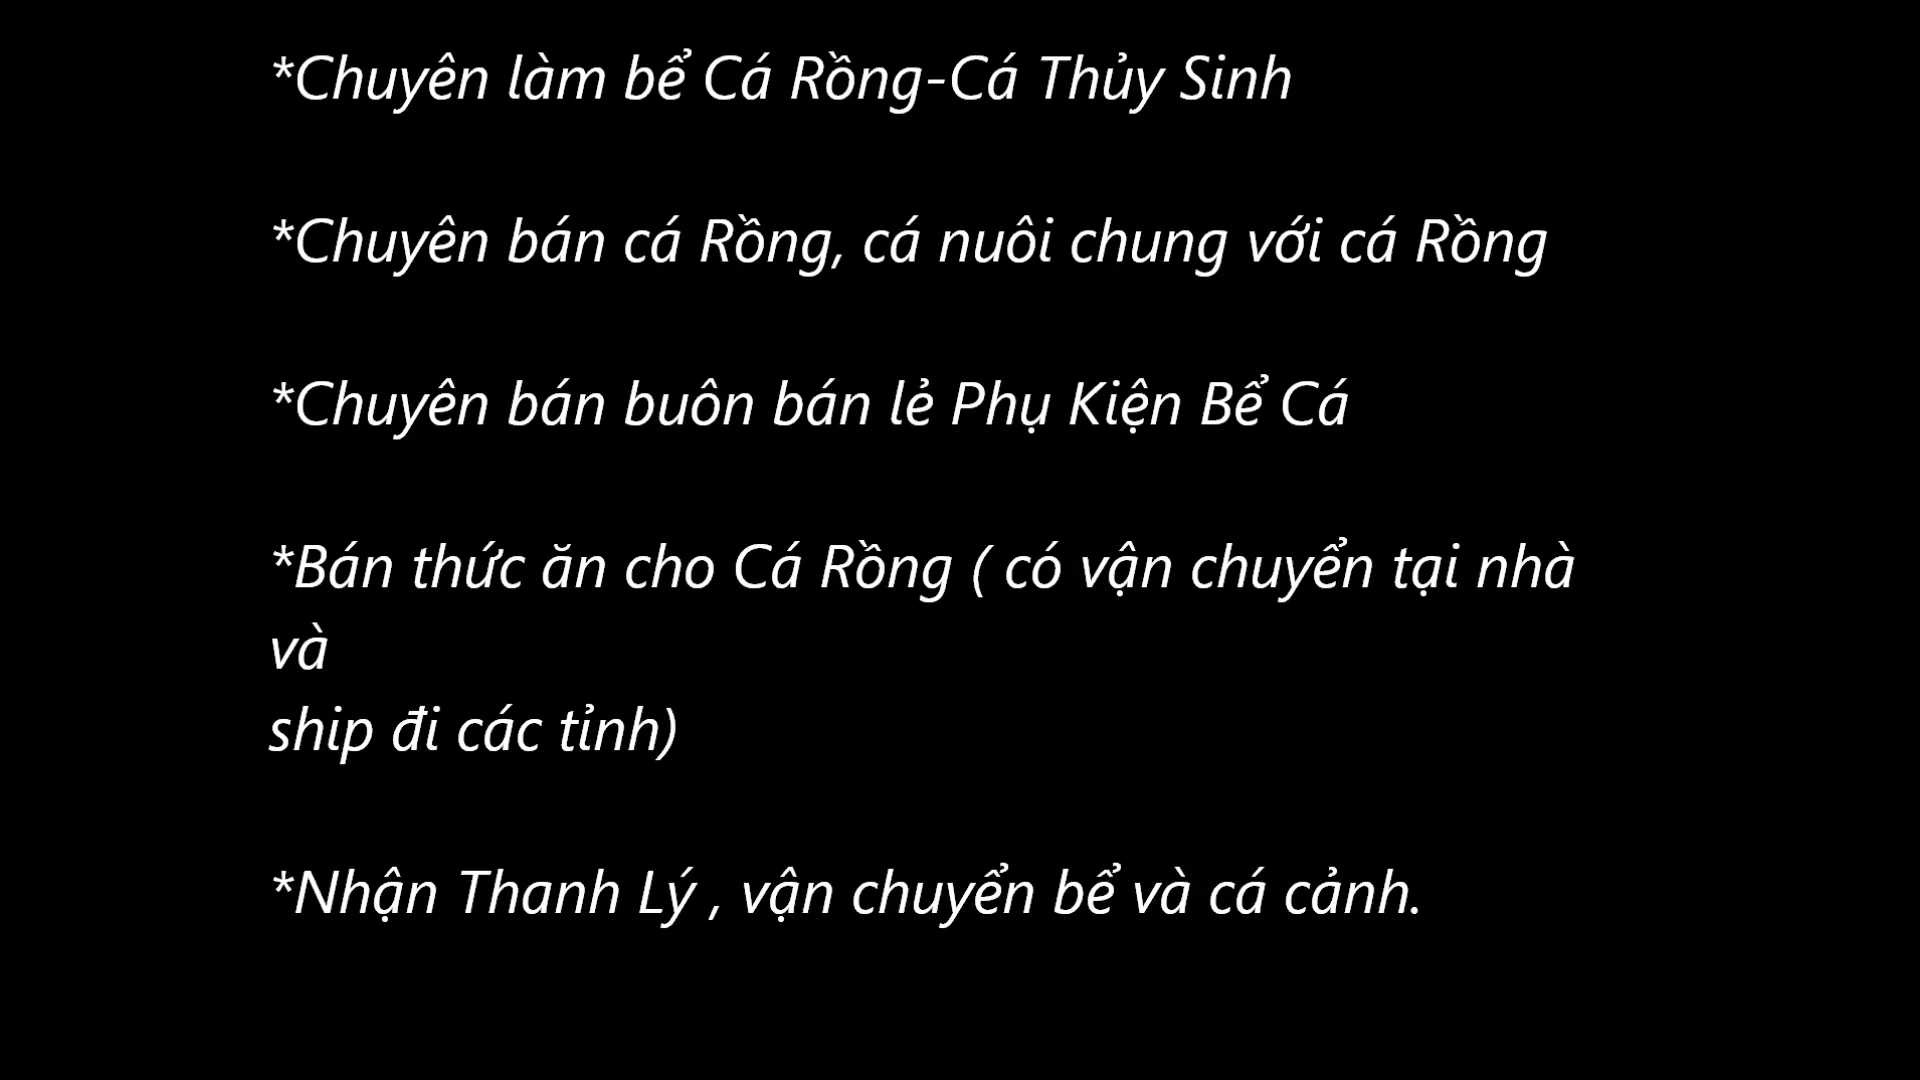 *Chuyên làm bể Cá Rồng-Cá Thủy Sinh
*Chuyên bán cá Rồng, cá nuôi chung với cá Rồng
*Chuyên bán buôn bán lẻ Phụ Kiện Bể Cá
*Bán thức ăn cho Cá Rồng ( có vận chuyển tại nhà
và
ship đi các tỉnh)
*Nhận Thanh Lý , vận chuyển bể và cá cảnh.